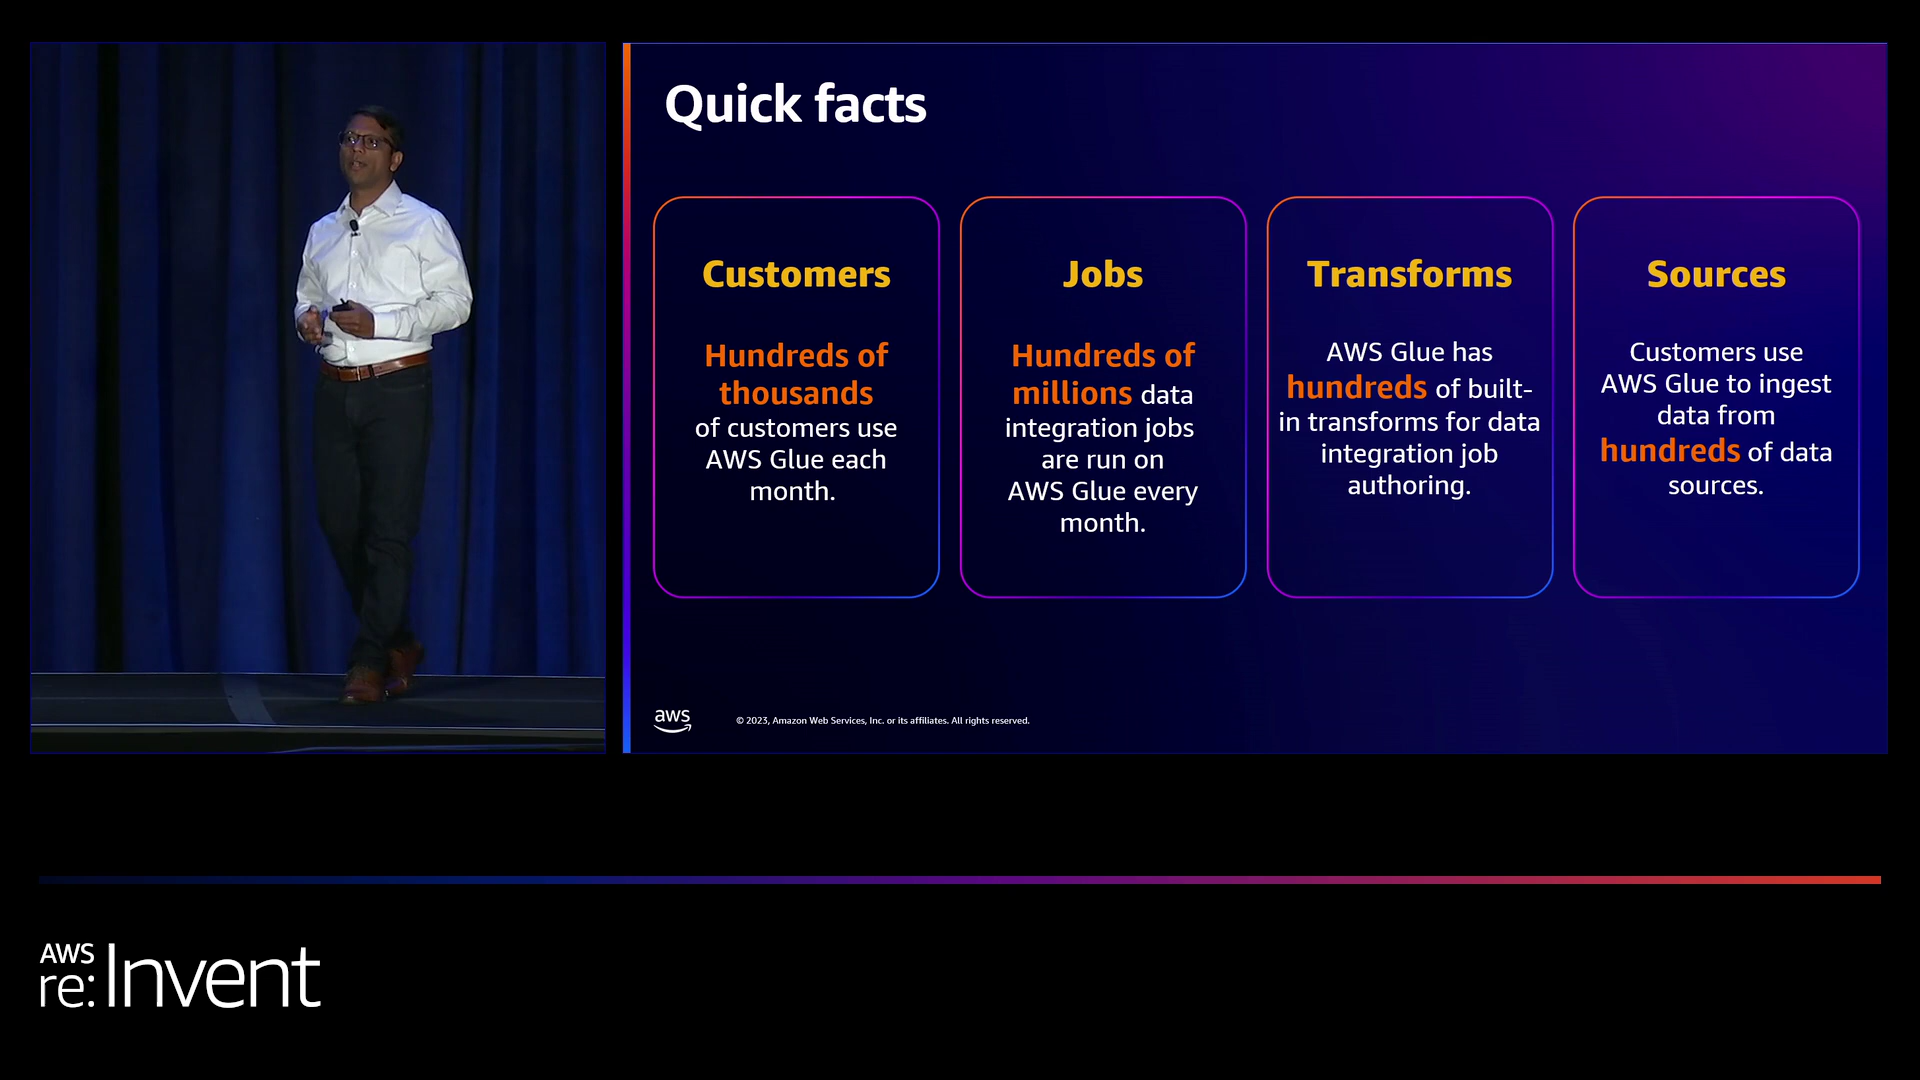 Quick facts
Customers
Hundreds of
thousands
of customers use
AWS Glue each
month.
Jobs
Hundreds of
millions data
integration jobs
are run on
AWS Glue every
month.
Transforms
AWS Glue has
hundreds of built-
in transforms for data
integration job
authoring.
Sources
Customers use
AWS Glue to ingest
data from
hundreds of data
sources.
aws
© 2023, Amazon Web Services, Inc. or its affiliates. All rights reserved.
AWS
re:Invent